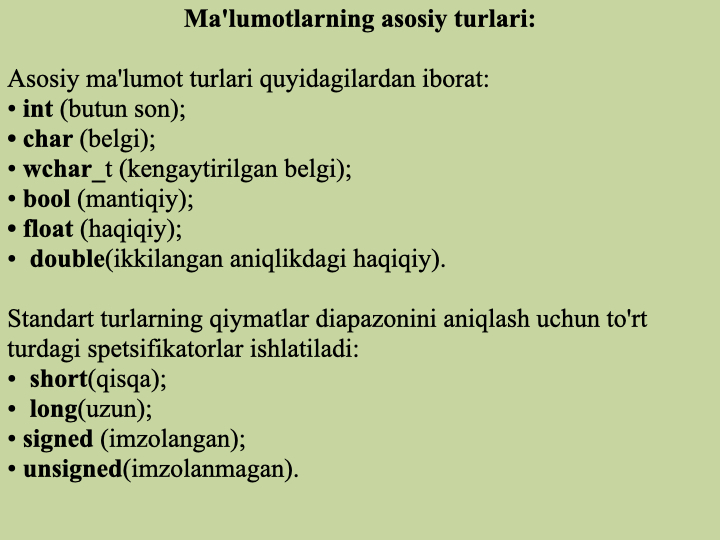 Ma'lumotlarning asosiy turlari:
Asosiy ma'lumot turlari quyidagilardan iborat:
• int (butun son);
• char (belgi);
• wchar_t (kengaytirilgan belgi);
• bool (mantiqiy);
• float (haqiqiy);
• double(ikkilangan aniqlikdagi haqiqiy).
Standart turlarning qiymatlar diapazonini aniqlash uchun to'rt
turdagi spetsifikatorlar ishlatiladi:
• short(qisqa);
• long(uzun);
• signed (imzolangan);
• unsigned(imzolanmagan).